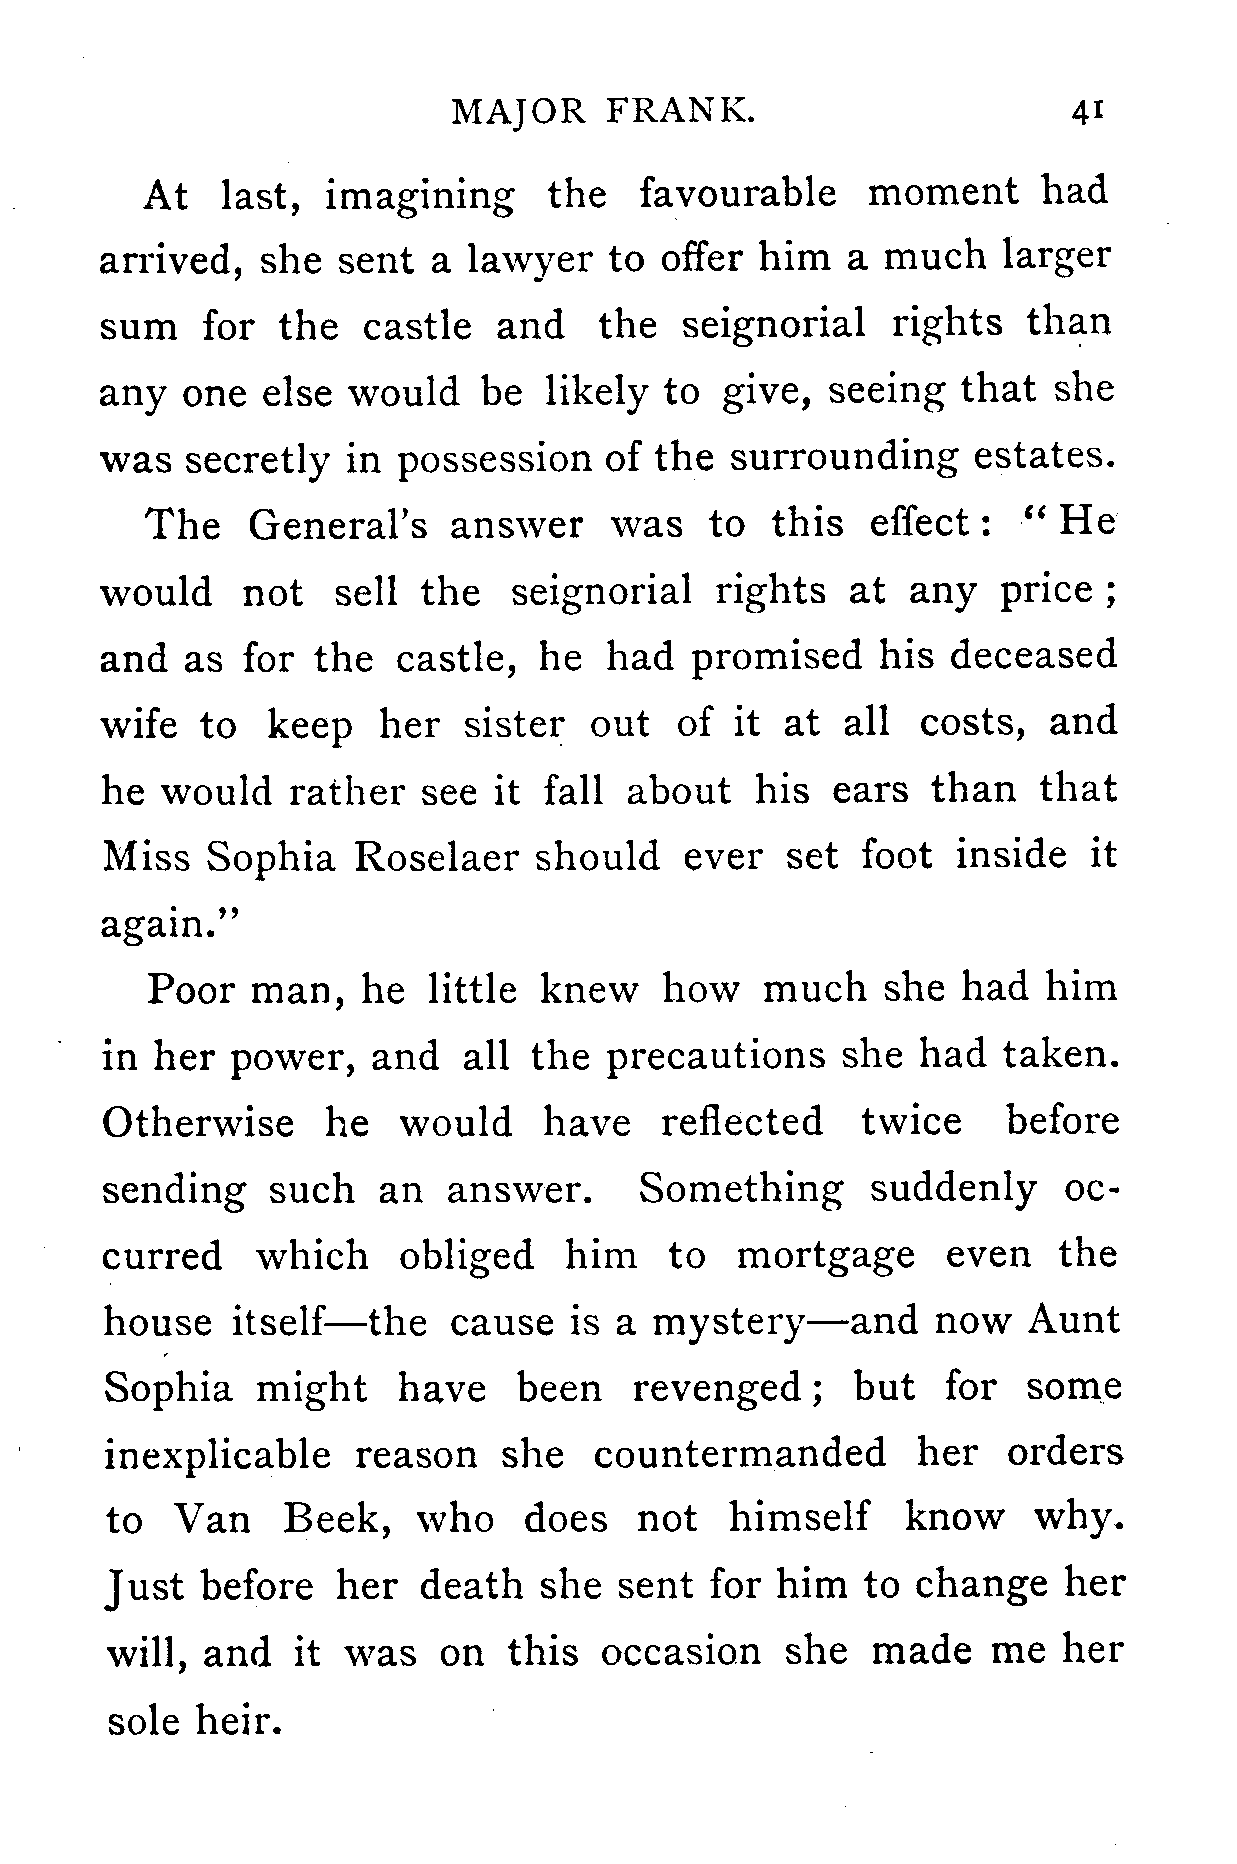 MAJOR FRANK. 41
At last, imagining the favourable moment had
arrived, she sent a lawyer to offer him a much larger
sum for the castle and the seignorial rights than
any one else would be likely to give, seeing that she
was secretly in possession of the surrounding estates.
The General's answer was to this effect : " He
would not sell the seignorial rights at any price ;
and as for the castle, he had promised his deceased
wife to keep her sister out of it at all costs, and
he would rather see it fall about his ears than that
Miss Sophia Roselaer should ever set foot inside it
again."
Poor man, he little knew how much she had him
in her power, and all the precautions she had taken.
Otherwise he would have reflected twice before
sending such an answer. Something suddenly oc-
curred which obliged him to mortgage even the
house itself—the cause is a mystery—and now Aunt
Sophia might have been revenged ; but for some
inexplicable reason she countermanded her orders
to Van Beek, who does not himself know why.
Just before her death she sent for him to change her
will, and it was on this occasion she made me her
sole heir.